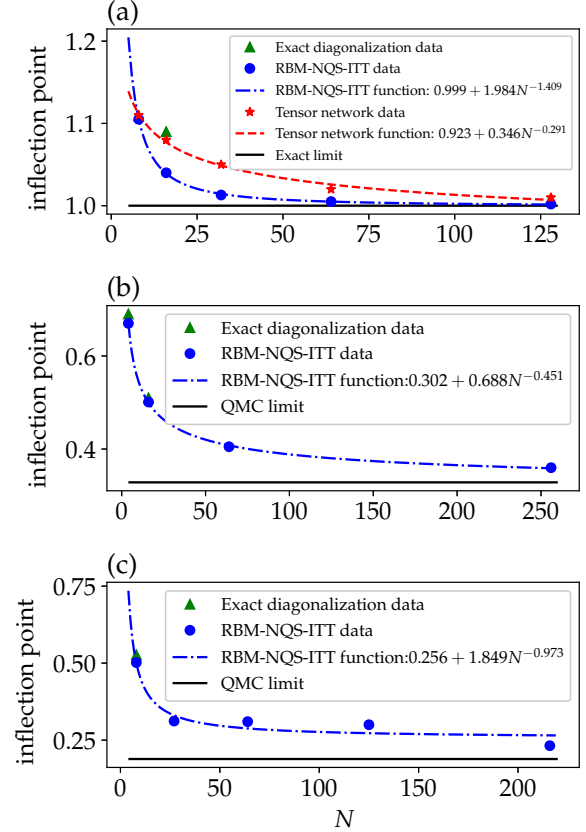 (a)
inflection point
1.2
1.1
1.0
Exact diagonalization data
RBM-NQS-ITT data
RBM-NQS-ITT function: 0.999 + 1.984N^{-1.409}
Tensor network data
Tensor network function: 0.923 + 0.346N^{-0.291}
Exact limit
0 25 50 75 100 125
(b)
inflection point
0.6
0.4
Exact diagonalization data
RBM-NQS-ITT data
RBM-NQS-ITT function:0.302 + 0.688N^{-0.451}
QMC limit
0 50 100 150 200 250
(c)
inflection point
0.75
0.50
0.25
Exact diagonalization data
RBM-NQS-ITT data
RBM-NQS-ITT function:0.256 + 1.849N^{-0.973}
QMC limit
0 50 100 150 200
N